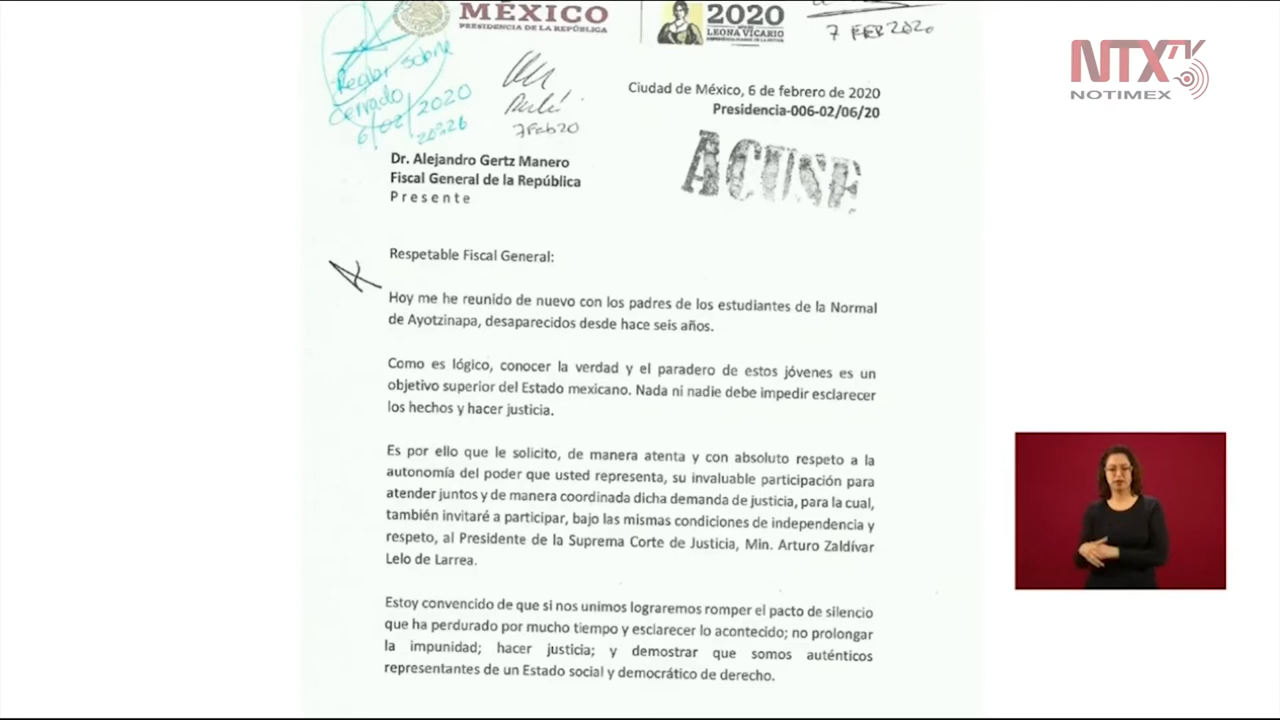 MÉXICO
PRESIDENCIA DE LA REPÚBLICA
2020
LEONA VICARIO
7 FEB 2020
NTX
NOTIMEX
Recibí sobre
cerrado
6/02/2020
20:26
7Feb20
Ciudad de México, 6 de febrero de 2020
Presidencia-006-02/06/20
ACUSE
Dr. Alejandro Gertz Manero
Fiscal General de la República
Presente
Respetable Fiscal General:
Hoy me he reunido de nuevo con los padres de los estudiantes de la Normal
de Ayotzinapa, desaparecidos desde hace seis años.
Como es lógico, conocer la verdad y el paradero de estos jóvenes es un
objetivo superior del Estado mexicano. Nada ni nadie debe impedir esclarecer
los hechos y hacer justicia.
Es por ello que le solicito, de manera atenta y con absoluto respeto a la
autonomía del poder que usted representa, su invaluable participación para
atender juntos y de manera coordinada dicha demanda de justicia, para la cual,
también invitaré a participar, bajo las mismas condiciones de independencia y
respeto, al Presidente de la Suprema Corte de Justicia, Min. Arturo Zaldívar
Lelo de Larrea.
Estoy convencido de que si nos unimos lograremos romper el pacto de silencio
que ha perdurado por mucho tiempo y esclarecer lo acontecido; no prolongar
la impunidad; hacer justicia; y demostrar que somos auténticos
representantes de un Estado social y democrático de derecho.